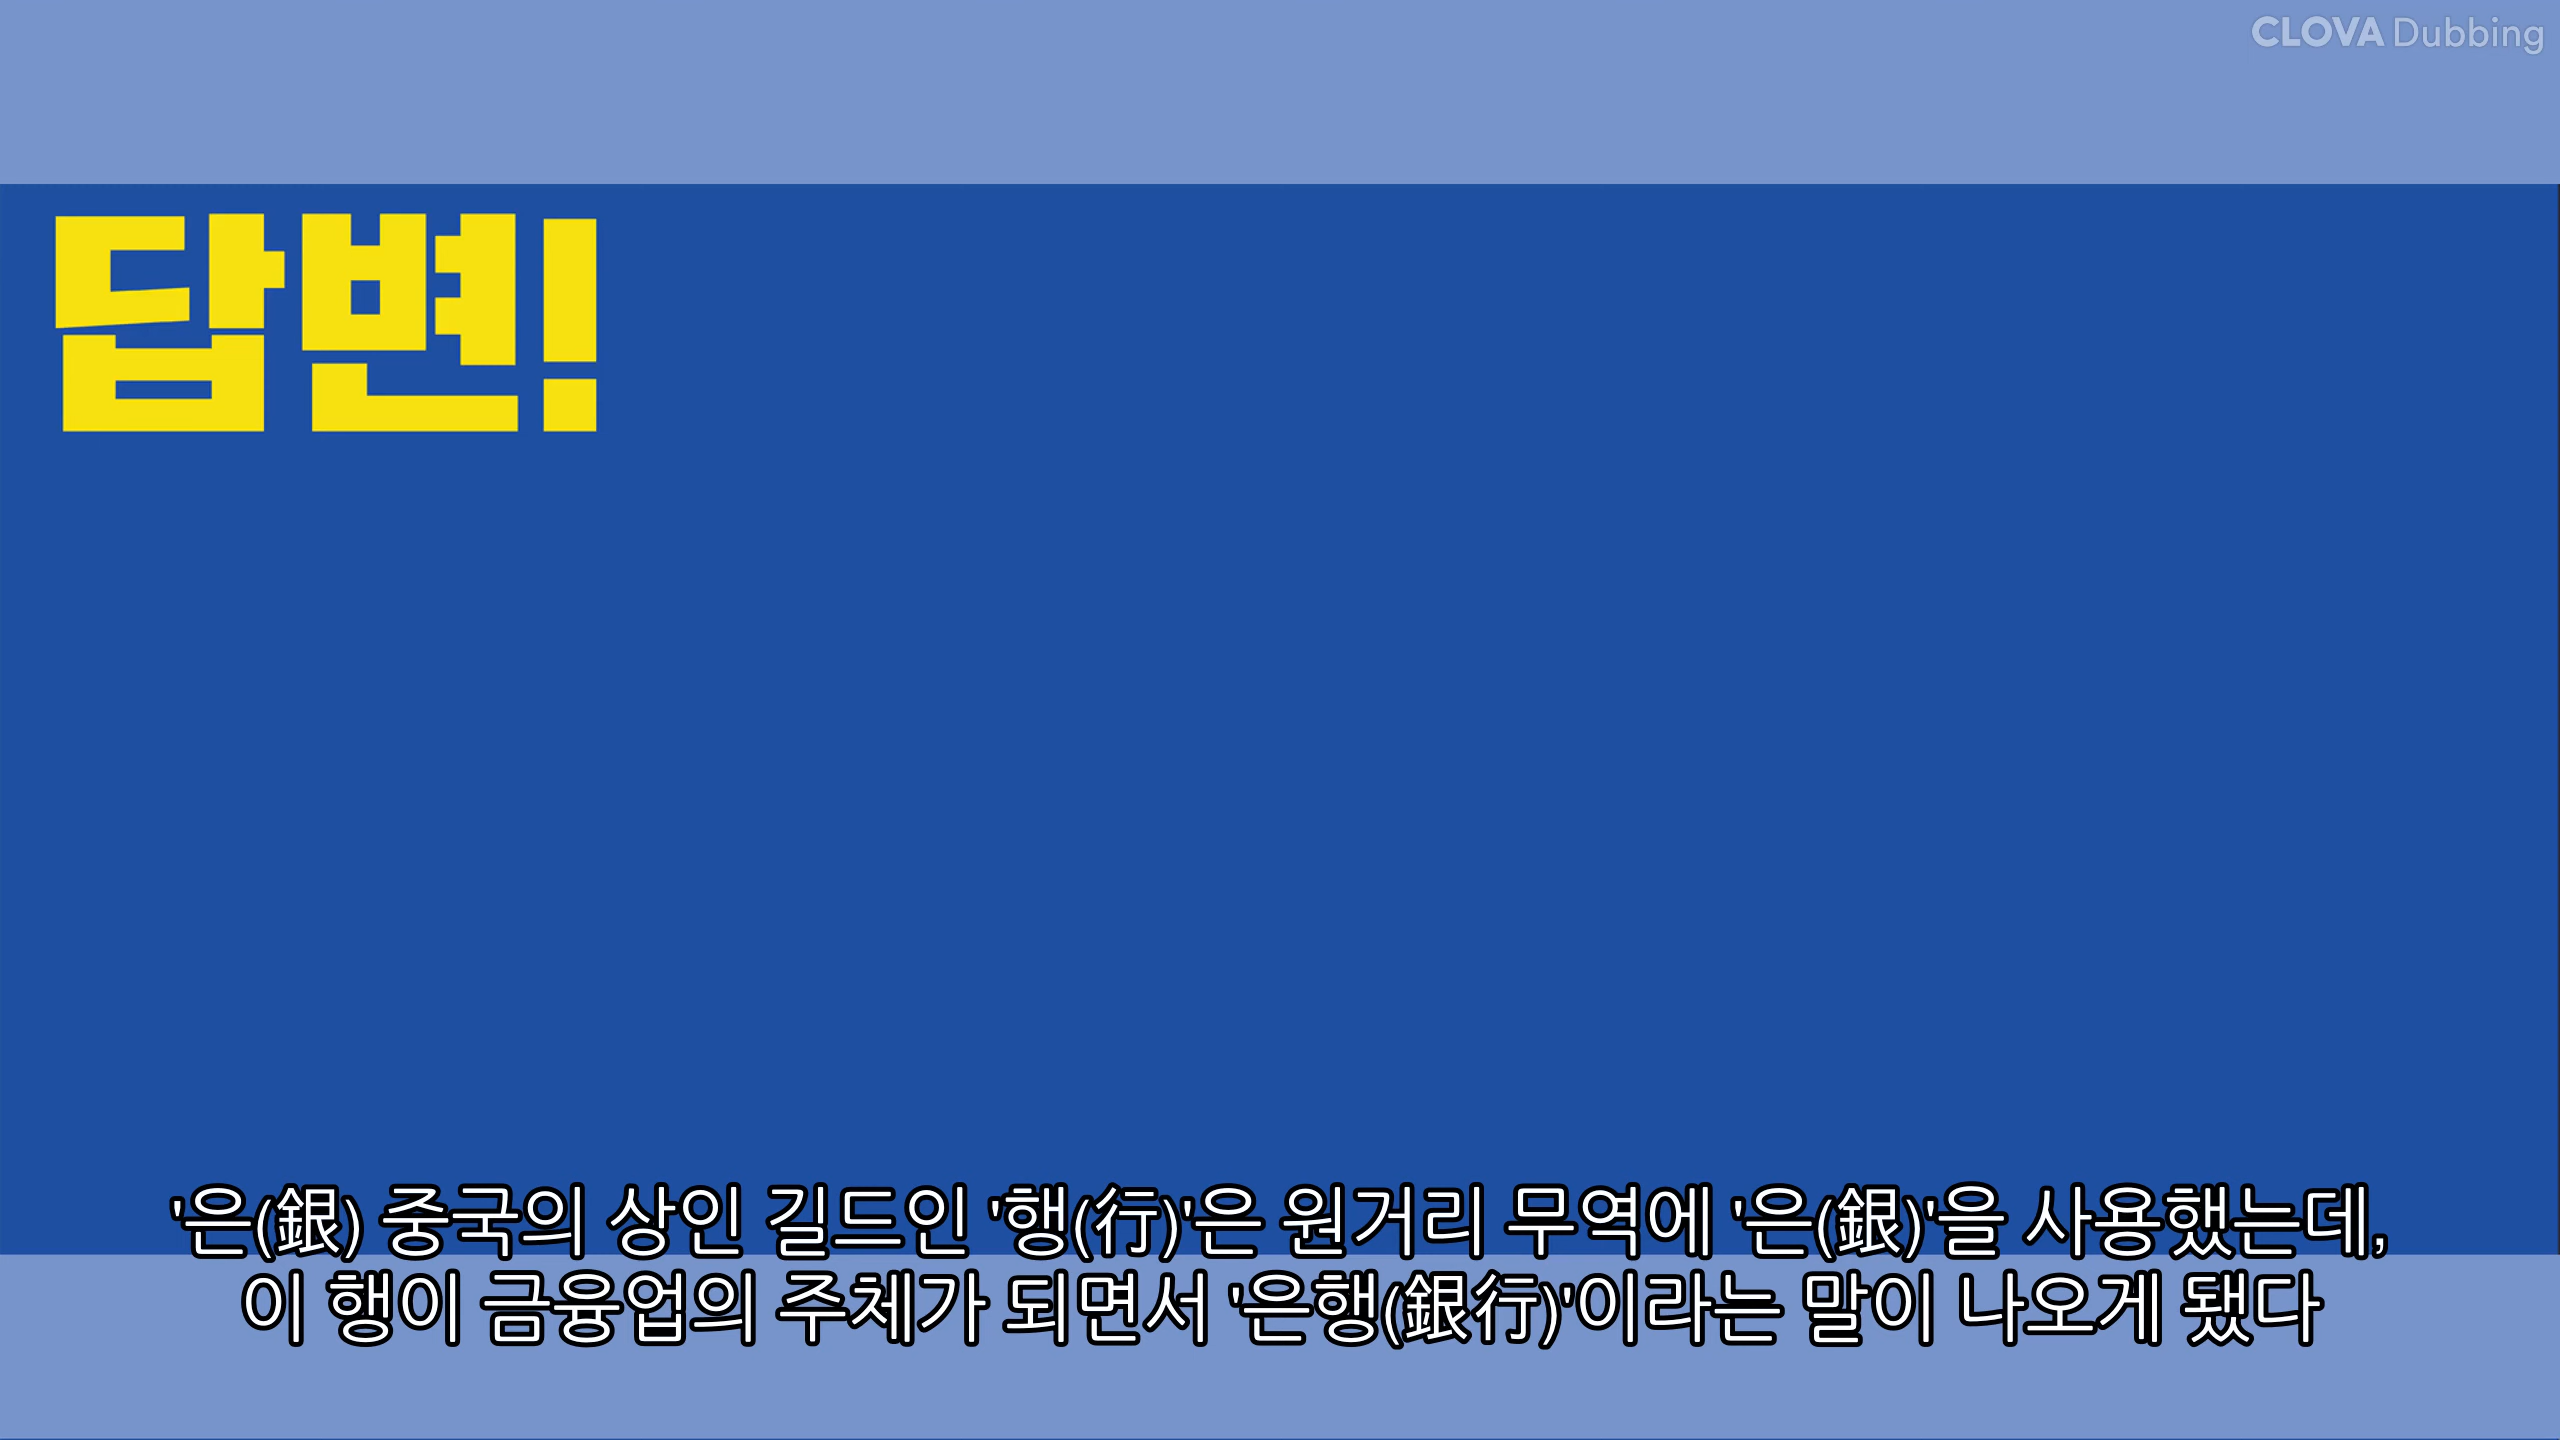 CLOVA Dubbing
답변!
'은(銀) 중국의 상인 길드인 '행(行)'은 원거리 무역에 '은(銀)'을 사용했는데,
이 행이 금융업의 주체가 되면서 '은행(銀行)'이라는 말이 나오게 됐다